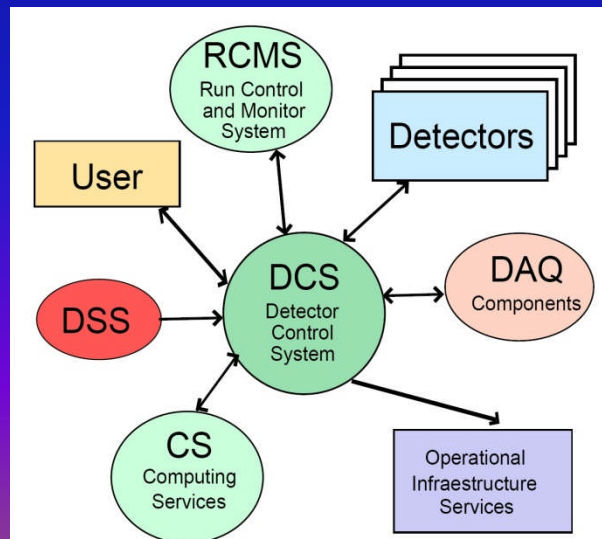 RCMS
Run Control
and Monitor
System
Detectors
User
DCS
Detector
Control
System
DAQ
Components
DSS
CS
Computing
Services
Operational
Infraestructure
Services